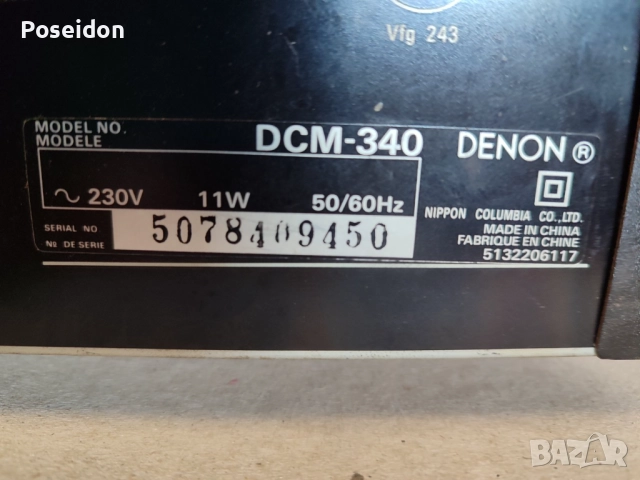 Poseidon
Vfg 243
MODEL NO.
MODELE
DCM-340
DENON®
~ 230V 11W 50/60Hz
SERIAL NO
№ DE SERIE
5078409450
NIPPON COLUMBIA CO.,LTD.
MADE IN CHINA
FABRIQUE EN CHINE
5132206117
BAZAR